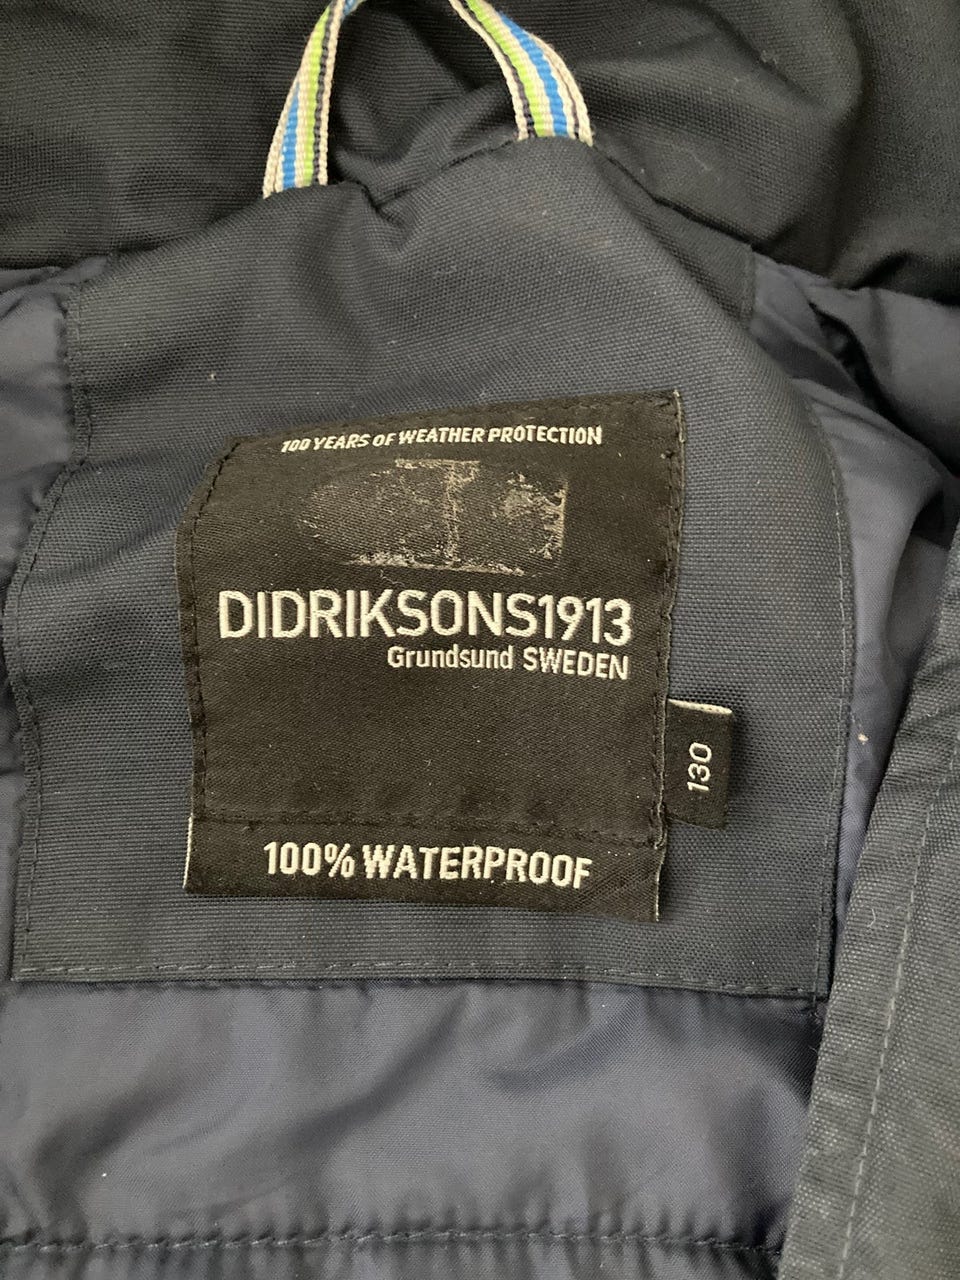 100 YEARS OF WEATHER PROTECTION
DIDRIKSONS1913
Grundsund SWEDEN
130
100% WATERPROOF